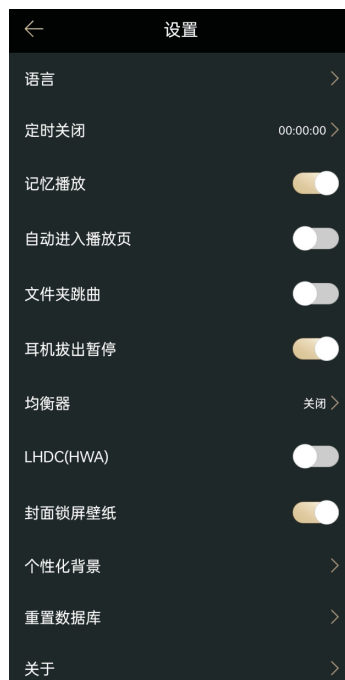 设置
语言
定时关闭 00:00:00
记忆播放
自动进入播放页
文件夹跳曲
耳机拔出暂停
均衡器 关闭
LHDC(HWA)
封面锁屏壁纸
个性化背景
重置数据库
关于